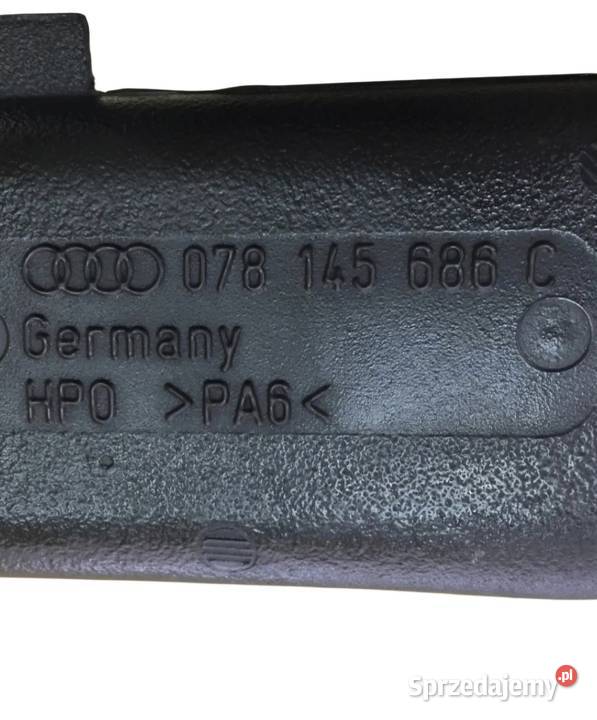 078 145 686 C
Germany
HPO >PA6<
Sprzedajemy.pl